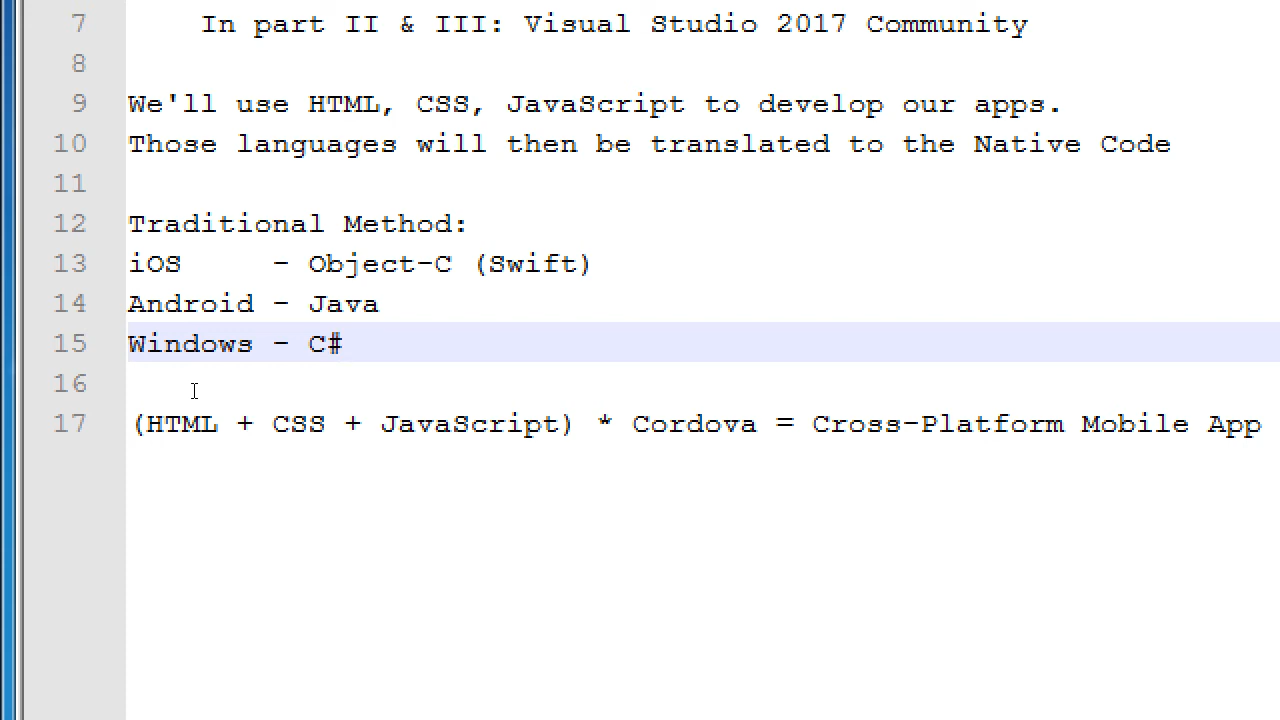 7 In part II & III: Visual Studio 2017 Community
8
9 We'll use HTML, CSS, JavaScript to develop our apps.
10 Those languages will then be translated to the Native Code
11
12 Traditional Method:
13 iOS - Object-C (Swift)
14 Android - Java
15 Windows - C#
16
17 (HTML + CSS + JavaScript) * Cordova = Cross-Platform Mobile App